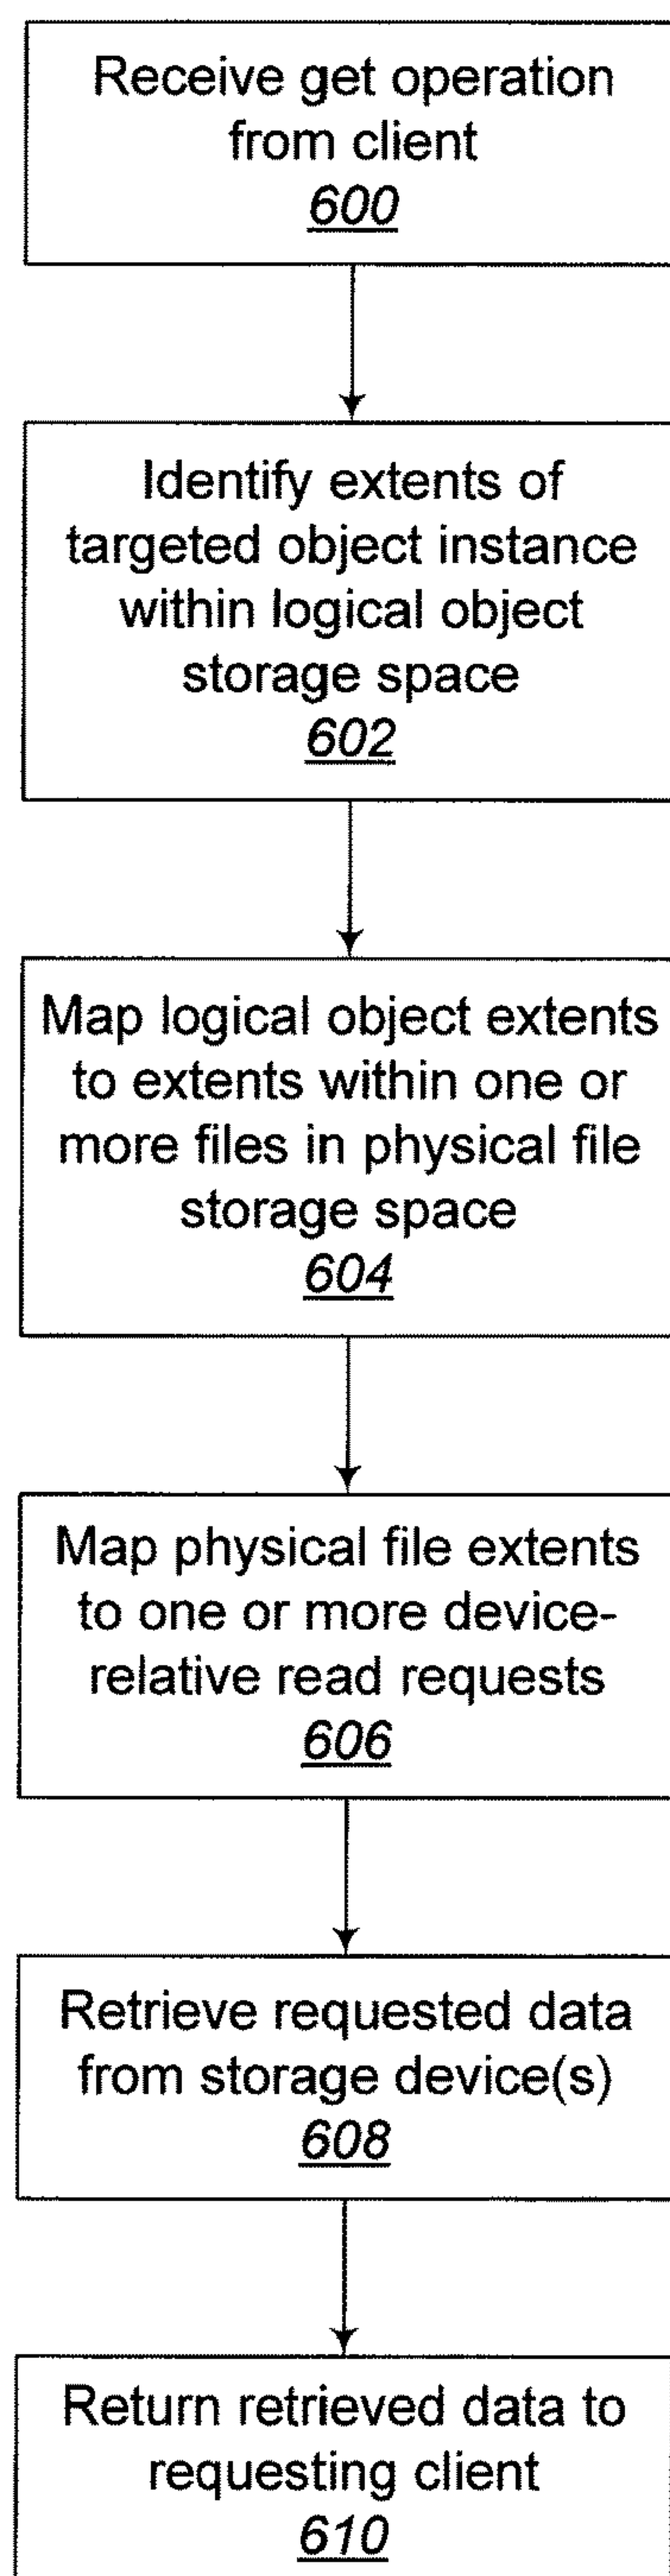 Receive get operation
from client
600
Identify extents of
targeted object instance
within logical object
storage space
602
Map logical object extents
to extents within one or
more files in physical file
storage space
604
Map physical file extents
to one or more device-
relative read requests
606
Retrieve requested data
from storage device(s)
608
Return retrieved data to
requesting client
610